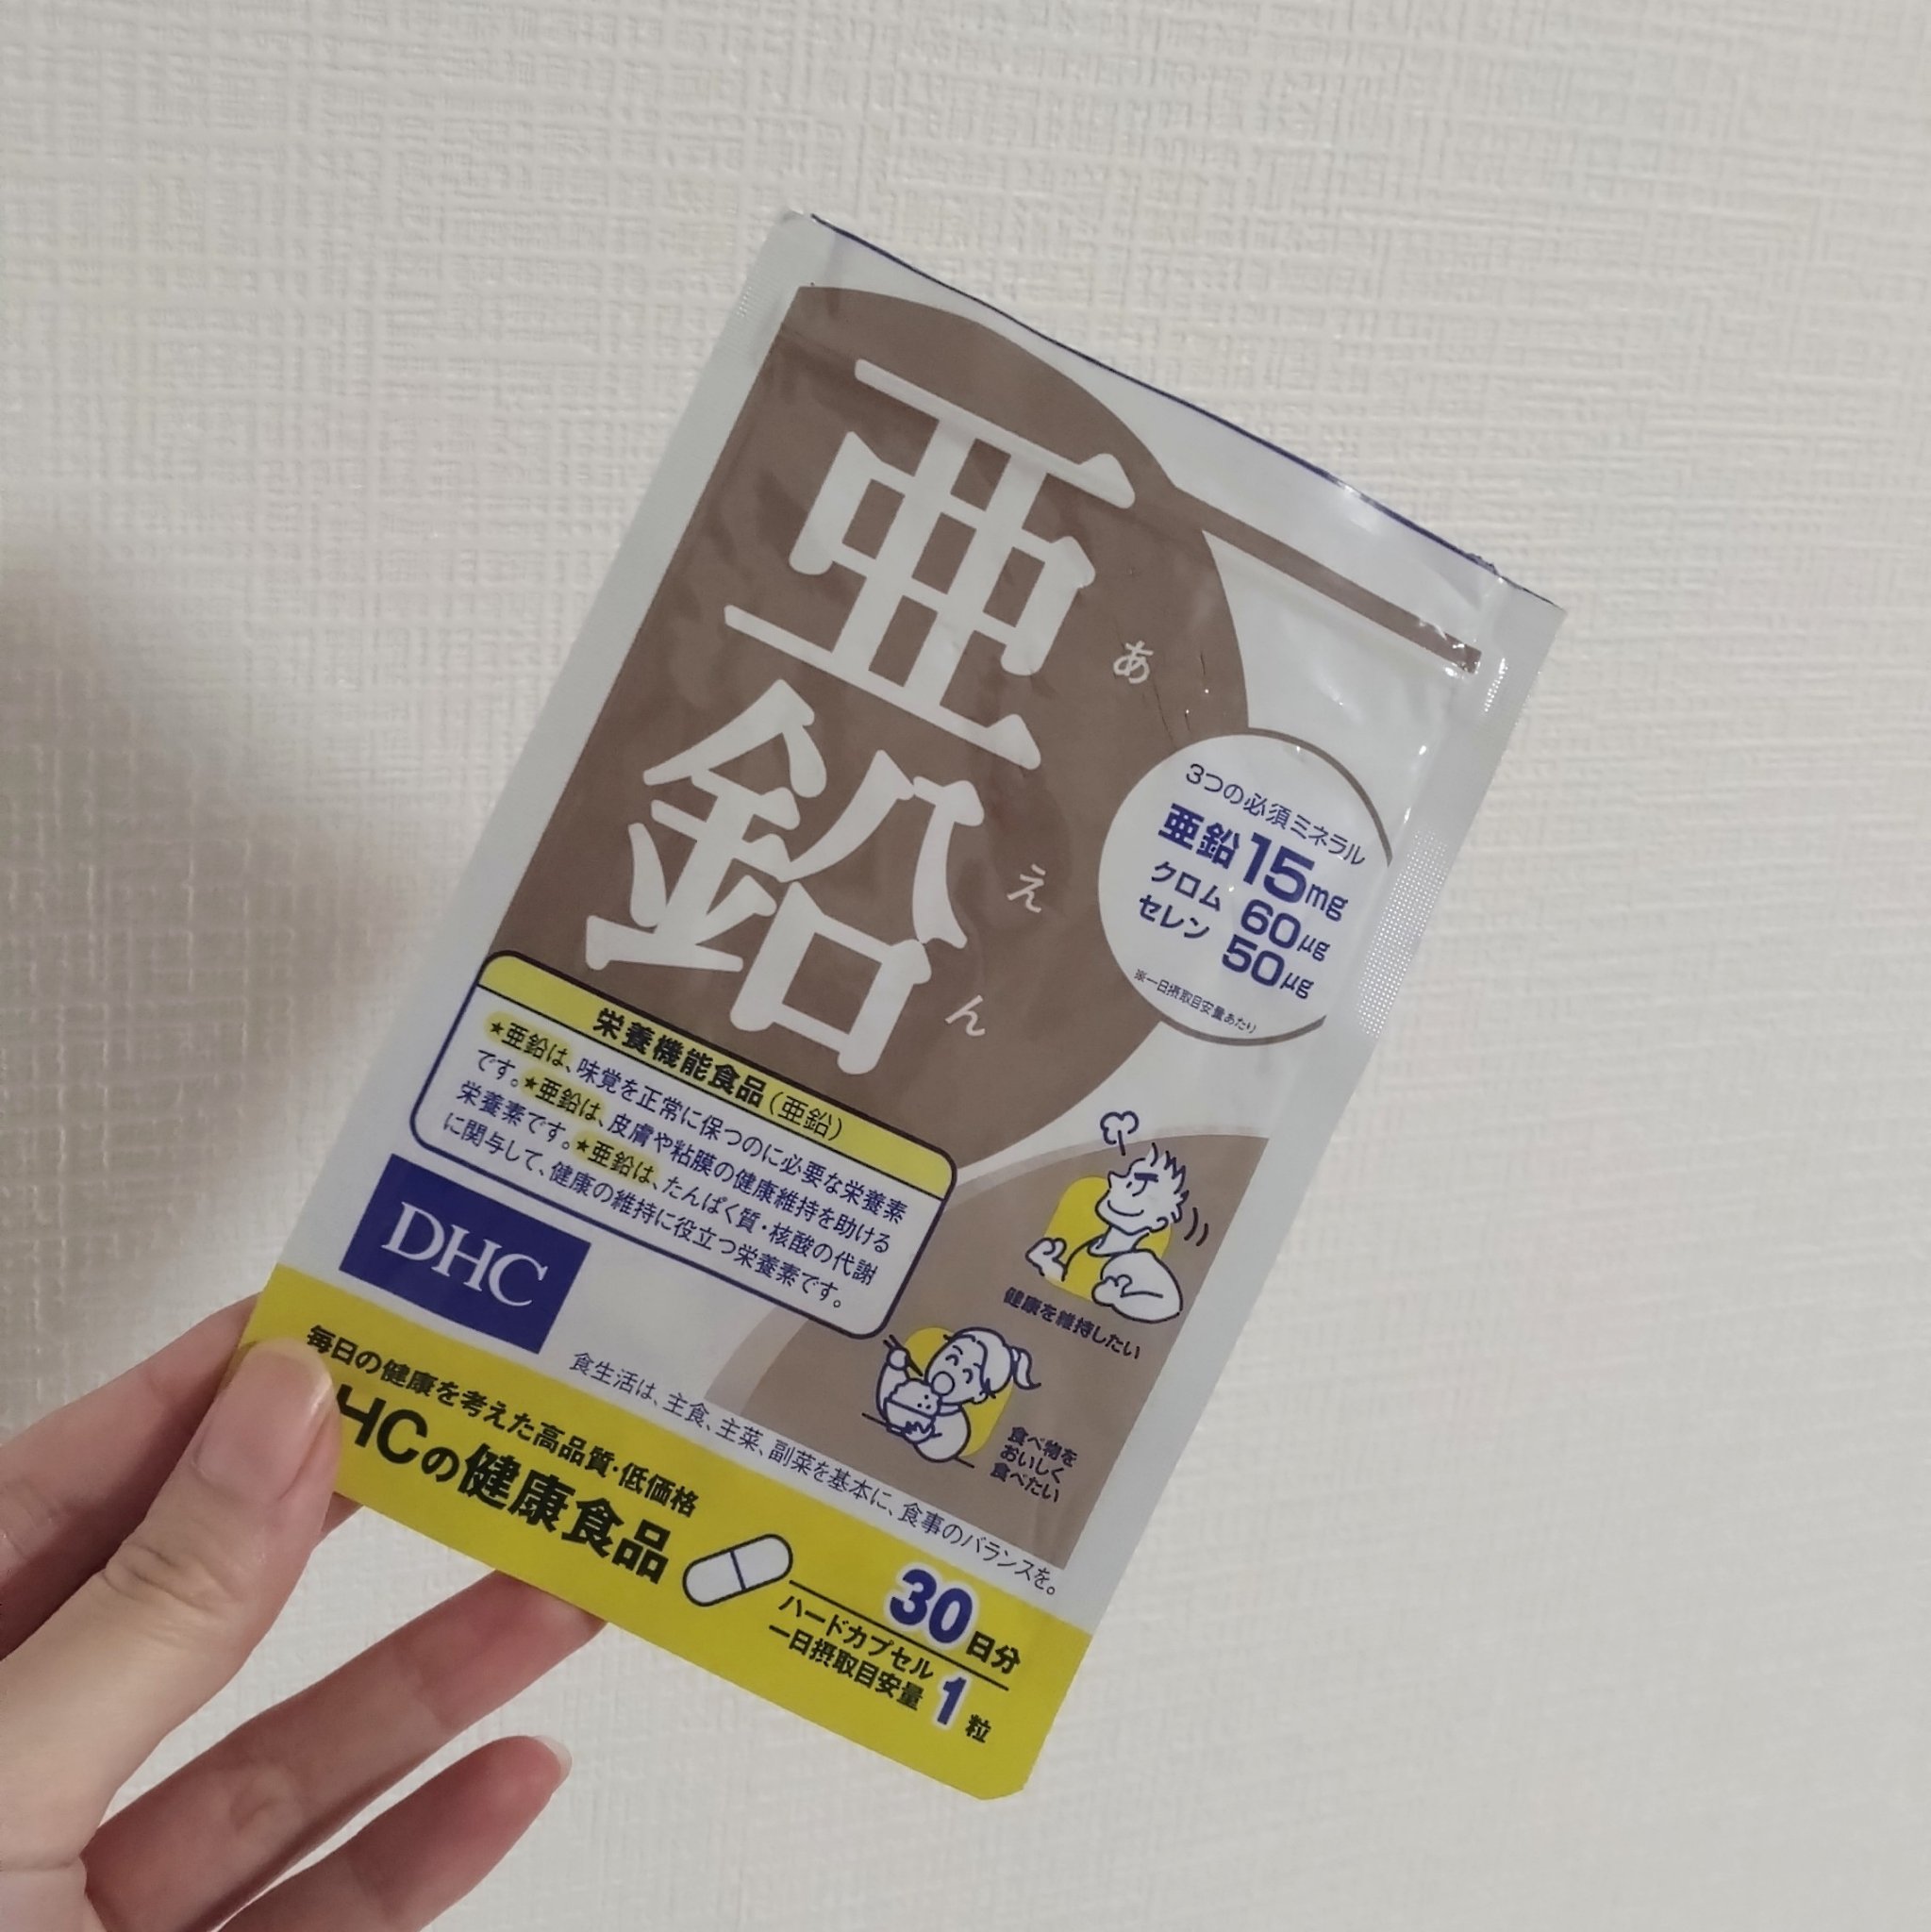 亜鉛
あえん
3つの必須ミネラル
亜鉛15mg
クロム 60μg
セレン 50μg
※一日摂取目安量あたり
栄養機能食品(亜鉛)
★亜鉛は、味覚を正常に保つのに必要な栄養素
です。★亜鉛は、皮膚や粘膜の健康維持を助ける
栄養素です。★亜鉛は、たんぱく質・核酸の代謝
に関与して、健康の維持に役立つ栄養素です。
健康を維持したい
食べ物を
おいしく
食べたい
DHC
食生活は、主食、主菜、副菜を基本に、食事のバランスを。
毎日の健康を考えた高品質・低価格
HCの健康食品
30日分
ハードカプセル
一日摂取目安量 1粒